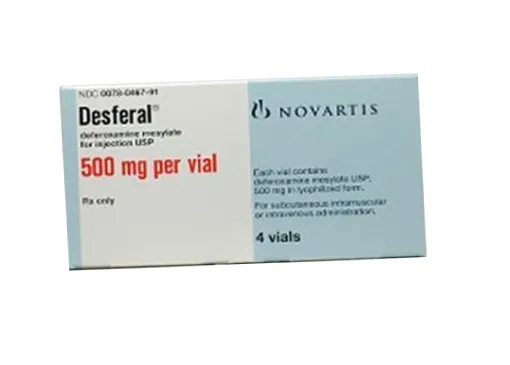 NDC 0078-0467-91
Desferal®
deferoxamine mesylate
for injection USP
500 mg per vial
Rx only
NOVARTIS
Each vial contains
deferoxamine mesylate USP,
500 mg in lyophilized form.
For subcutaneous intramuscular
or intravenous administration.
4 vials